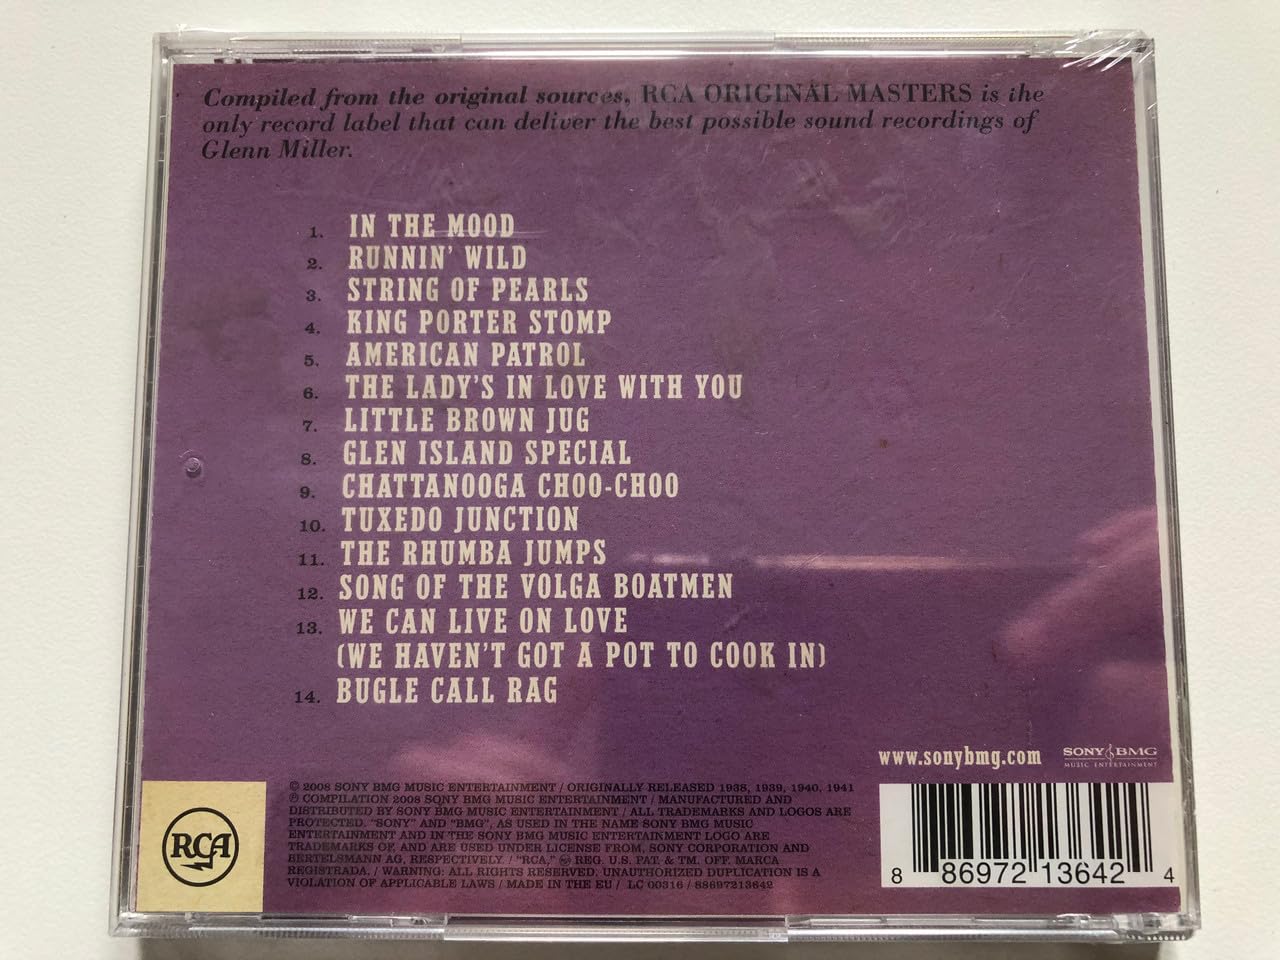 Compiled from the original sources, RCA ORIGINAL MASTERS is the
only record label that can deliver the best possible sound recordings of
Glenn Miller.
1. IN THE MOOD
2. RUNNIN' WILD
3. STRING OF PEARLS
4. KING PORTER STOMP
5. AMERICAN PATROL
6. THE LADY'S IN LOVE WITH YOU
7. LITTLE BROWN JUG
8. GLEN ISLAND SPECIAL
9. CHATTANOOGA CHOO-CHOO
10. TUXEDO JUNCTION
11. THE RHUMBA JUMPS
12. SONG OF THE VOLGA BOATMEN
13. WE CAN LIVE ON LOVE
(WE HAVEN'T GOT A POT TO COOK IN)
14. BUGLE CALL RAG
www.sonybmg.com
SONY BMG
MUSIC ENTERTAINMENT
RCA
© 2008 SONY BMG MUSIC ENTERTAINMENT / ORIGINALLY RELEASED 1938, 1939, 1940, 1941
℗ COMPILATION 2008 SONY BMG MUSIC ENTERTAINMENT / MANUFACTURED AND
DISTRIBUTED BY SONY BMG MUSIC ENTERTAINMENT / ALL TRADEMARKS AND LOGOS ARE
PROTECTED. "SONY" AND "BMG", AS USED IN THE NAME SONY BMG MUSIC
ENTERTAINMENT AND IN THE SONY BMG MUSIC ENTERTAINMENT LOGO ARE
TRADEMARKS OF, AND ARE USED UNDER LICENSE FROM, SONY CORPORATION AND
BERTELSMANN AG, RESPECTIVELY. / "RCA," REG. U.S. PAT. & TM. OFF. MARCA
REGISTRADA. / WARNING: ALL RIGHTS RESERVED. UNAUTHORIZED DUPLICATION IS A
VIOLATION OF APPLICABLE LAWS / MADE IN THE EU / LC 00316 / 88697213642
8 86972 13642 4